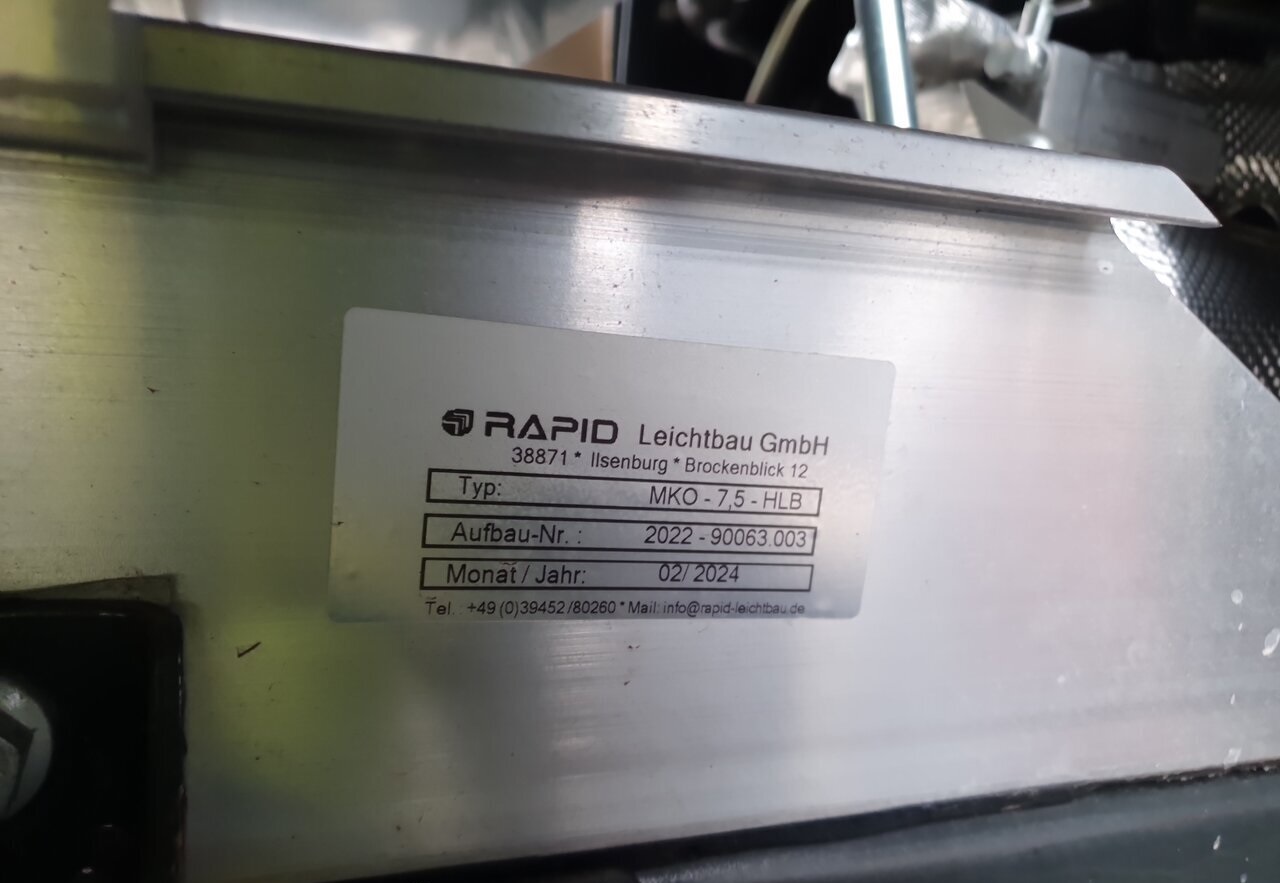 RAPID Leichtbau GmbH
38871 * Ilsenburg * Brockenblick 12
Typ: MKO - 7,5 - HLB
Aufbau-Nr. : 2022 - 90063.003
Monat / Jahr: 02/ 2024
Tel. : +49 (0)39452 /80260 * Mail: info@rapid-leichtbau.de